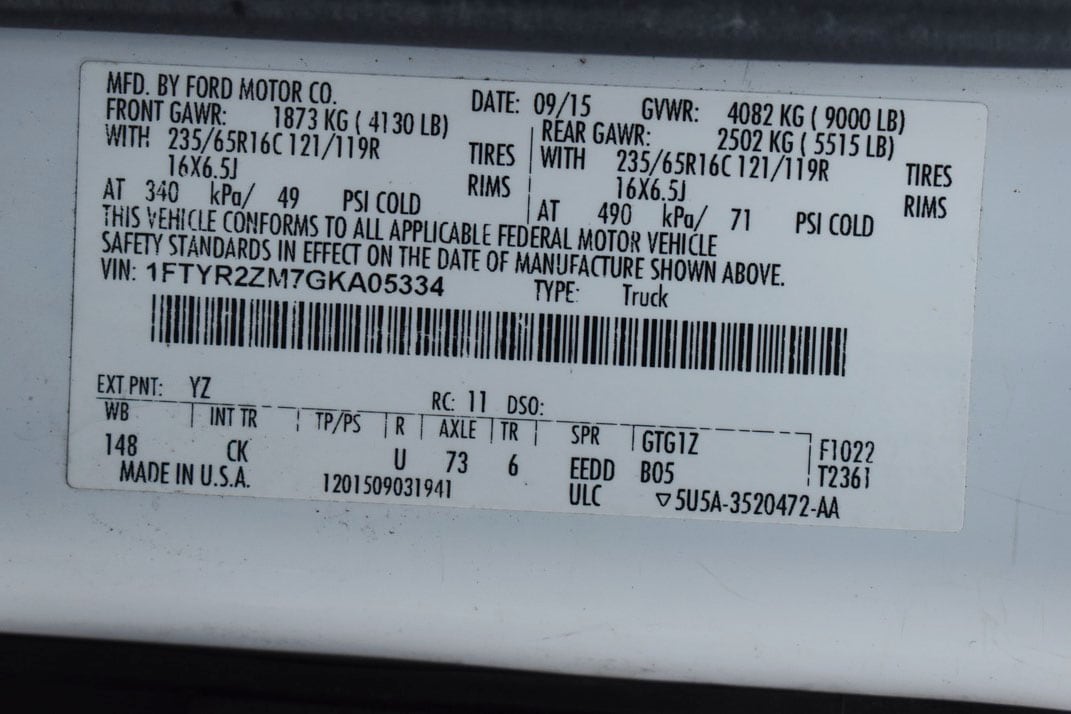 MFD. BY FORD MOTOR CO. DATE: 09/15 GVWR: 4082 KG ( 9000 LB)
FRONT GAWR: 1873 KG ( 4130 LB) REAR GAWR: 2502 KG ( 5515 LB)
WITH 235/65R16C 121/119R TIRES WITH 235/65R16C 121/119R TIRES
16X6.5J RIMS 16X6.5J RIMS
AT 340 kPa/ 49 PSI COLD AT 490 kPa/ 71 PSI COLD
THIS VEHICLE CONFORMS TO ALL APPLICABLE FEDERAL MOTOR VEHICLE
SAFETY STANDARDS IN EFFECT ON THE DATE OF MANUFACTURE SHOWN ABOVE.
VIN: 1FTYR2ZM7GKA05334 TYPE: Truck
EXT PNT: YZ RC: 11 DSO:
WB INT TR TP/PS R AXLE TR SPR GTG1Z F1022
148 CK U 73 6 EEDD B05 T2361
MADE IN U.S.A. 1201509031941 ULC ▽5U5A-3520472-AA